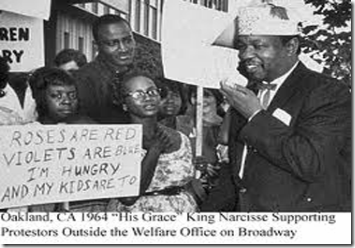 REN
RY
ROSES ARE RED
VIOLETS ARE BLUE
I'M HUNGRY
AND MY KIDS ARE TO
Oakland, CA 1964 “His Grace” King Narcisse Supporting
Protestors Outside the Welfare Office on Broadway